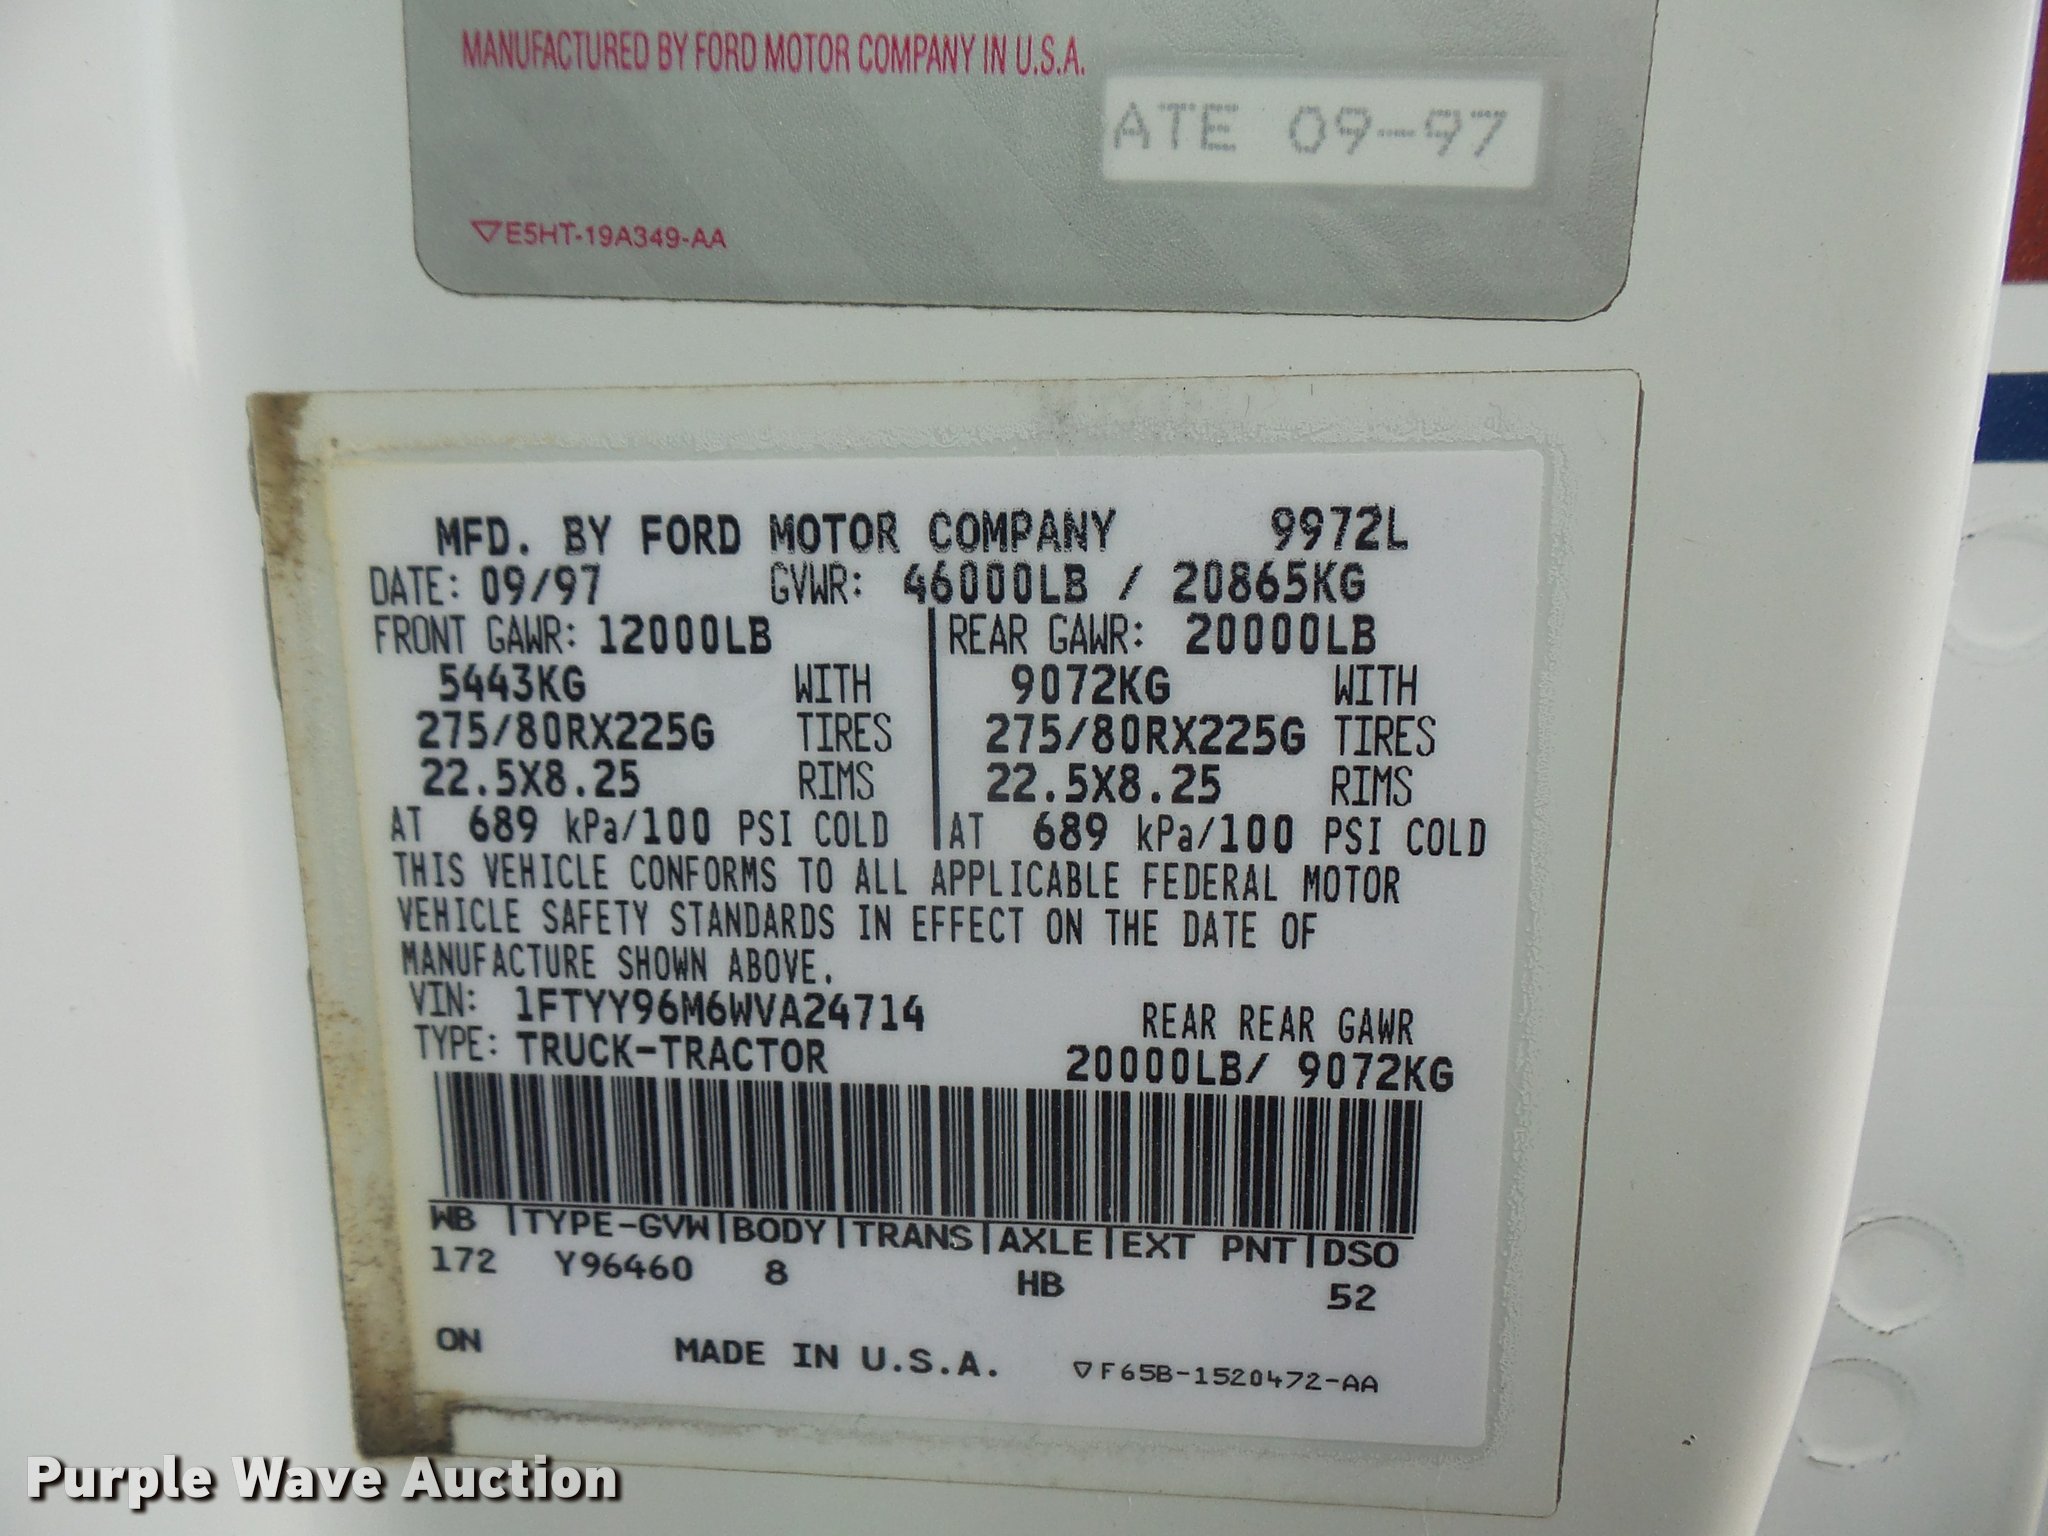 MANUFACTURED BY FORD MOTOR COMPANY IN U.S.A.
ATE 09-97
▽E5HT-19A349-AA
MFD. BY FORD MOTOR COMPANY 9972L
DATE: 09/97 GVWR: 46000LB / 20865KG
FRONT GAWR: 12000LB REAR GAWR: 20000LB
5443KG WITH 9072KG WITH
275/80RX225G TIRES 275/80RX225G TIRES
22.5X8.25 RIMS 22.5X8.25 RIMS
AT 689 kPa/100 PSI COLD AT 689 kPa/100 PSI COLD
THIS VEHICLE CONFORMS TO ALL APPLICABLE FEDERAL MOTOR
VEHICLE SAFETY STANDARDS IN EFFECT ON THE DATE OF
MANUFACTURE SHOWN ABOVE.
VIN: 1FTYY96M6WVA24714 REAR REAR GAWR
TYPE: TRUCK-TRACTOR 20000LB/ 9072KG
WB |TYPE-GVW|BODY|TRANS|AXLE|EXT PNT|DSO
172 Y96460 8 HB 52
ON MADE IN U.S.A. ▽F65B-1520472-AA
Purple Wave Auction